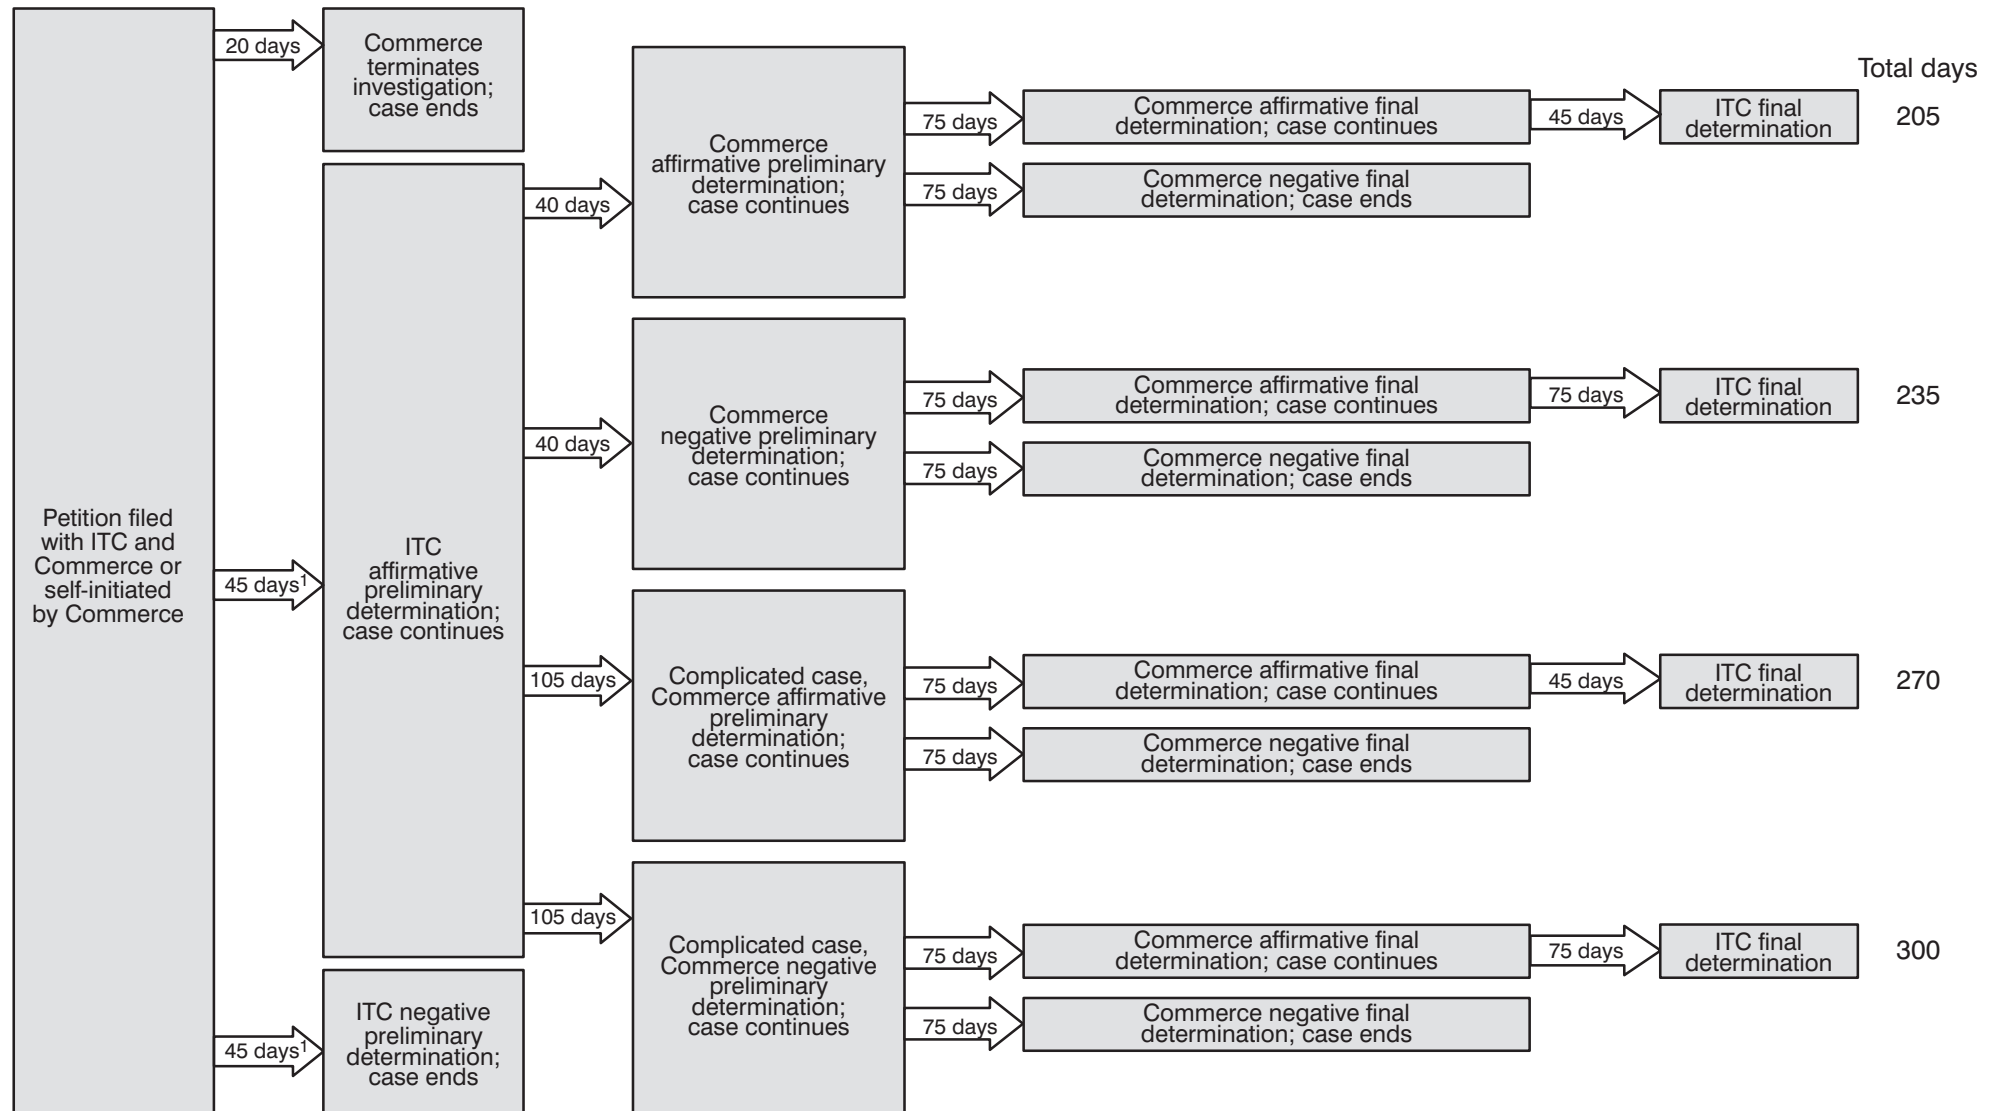 20 days
Commerce
terminates
investigation;
case ends
Total days
Commerce
affirmative preliminary
determination;
case continues
75 days
Commerce affirmative final
determination; case continues
45 days
ITC final
determination
205
75 days
Commerce negative final
determination; case ends
40 days
Petition filed
with ITC and
Commerce or
self-initiated
by Commerce
45 days¹
ITC
affirmative
preliminary
determination;
case continues
40 days
Commerce
negative preliminary
determination;
case continues
75 days
Commerce affirmative final
determination; case continues
75 days
ITC final
determination
235
75 days
Commerce negative final
determination; case ends
105 days
Complicated case,
Commerce affirmative
preliminary
determination;
case continues
75 days
Commerce affirmative final
determination; case continues
45 days
ITC final
determination
270
75 days
Commerce negative final
determination; case ends
105 days
Complicated case,
Commerce negative
preliminary
determination;
case continues
75 days
Commerce affirmative final
determination; case continues
75 days
ITC final
determination
300
75 days
Commerce negative final
determination; case ends
45 days¹
ITC negative
preliminary
determination;
case ends